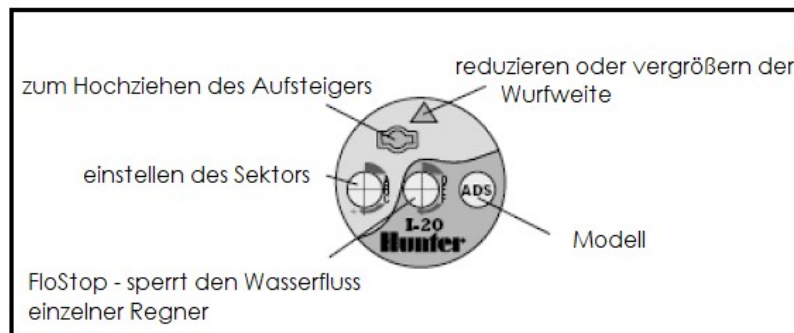 zum Hochziehen des Aufsteigers
reduzieren oder vergrößern der
Wurfweite
einstellen des Sektors
ABC
ADS
I-20
Hunter
Modell
FloStop - sperrt den Wasserfluss
einzelner Regner